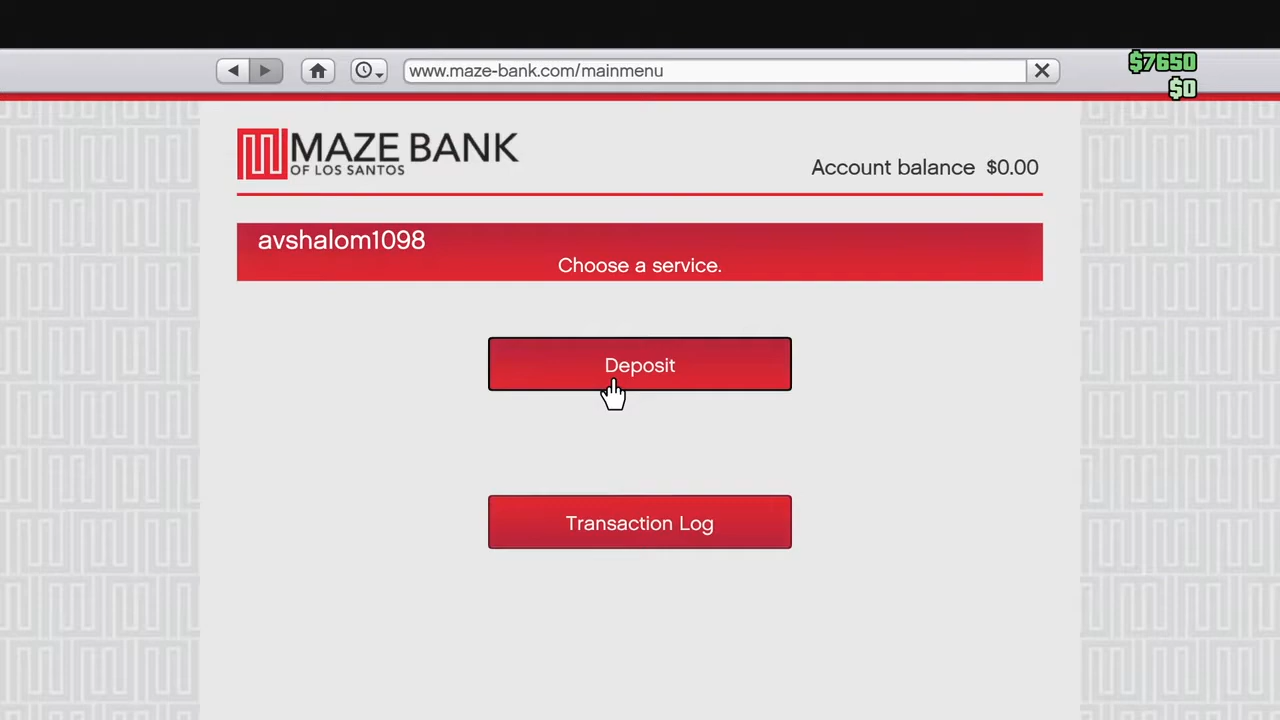 www.maze-bank.com/mainmenu
$7650
$0
MAZE BANK
OF LOS SANTOS
Account balance $0.00
avshalom1098
Choose a service.
Deposit
Transaction Log